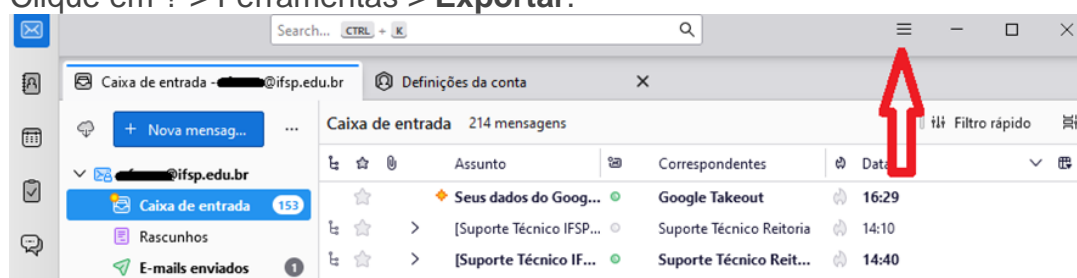 Clique em ? > Ferramentas > Exportar.
Search... CTRL + K
Caixa de entrada - @ifsp.edu.br Definições da conta
+ Nova mensag... Caixa de entrada 214 mensagens Filtro rápido
Assunto Correspondentes Data
@ifsp.edu.br
Caixa de entrada 153 Seus dados do Goog... Google Takeout 16:29
Rascunhos [Suporte Técnico IFSP... Suporte Técnico Reitoria 14:10
E-mails enviados 1 [Suporte Técnico IF... Suporte Técnico Reit... 14:40